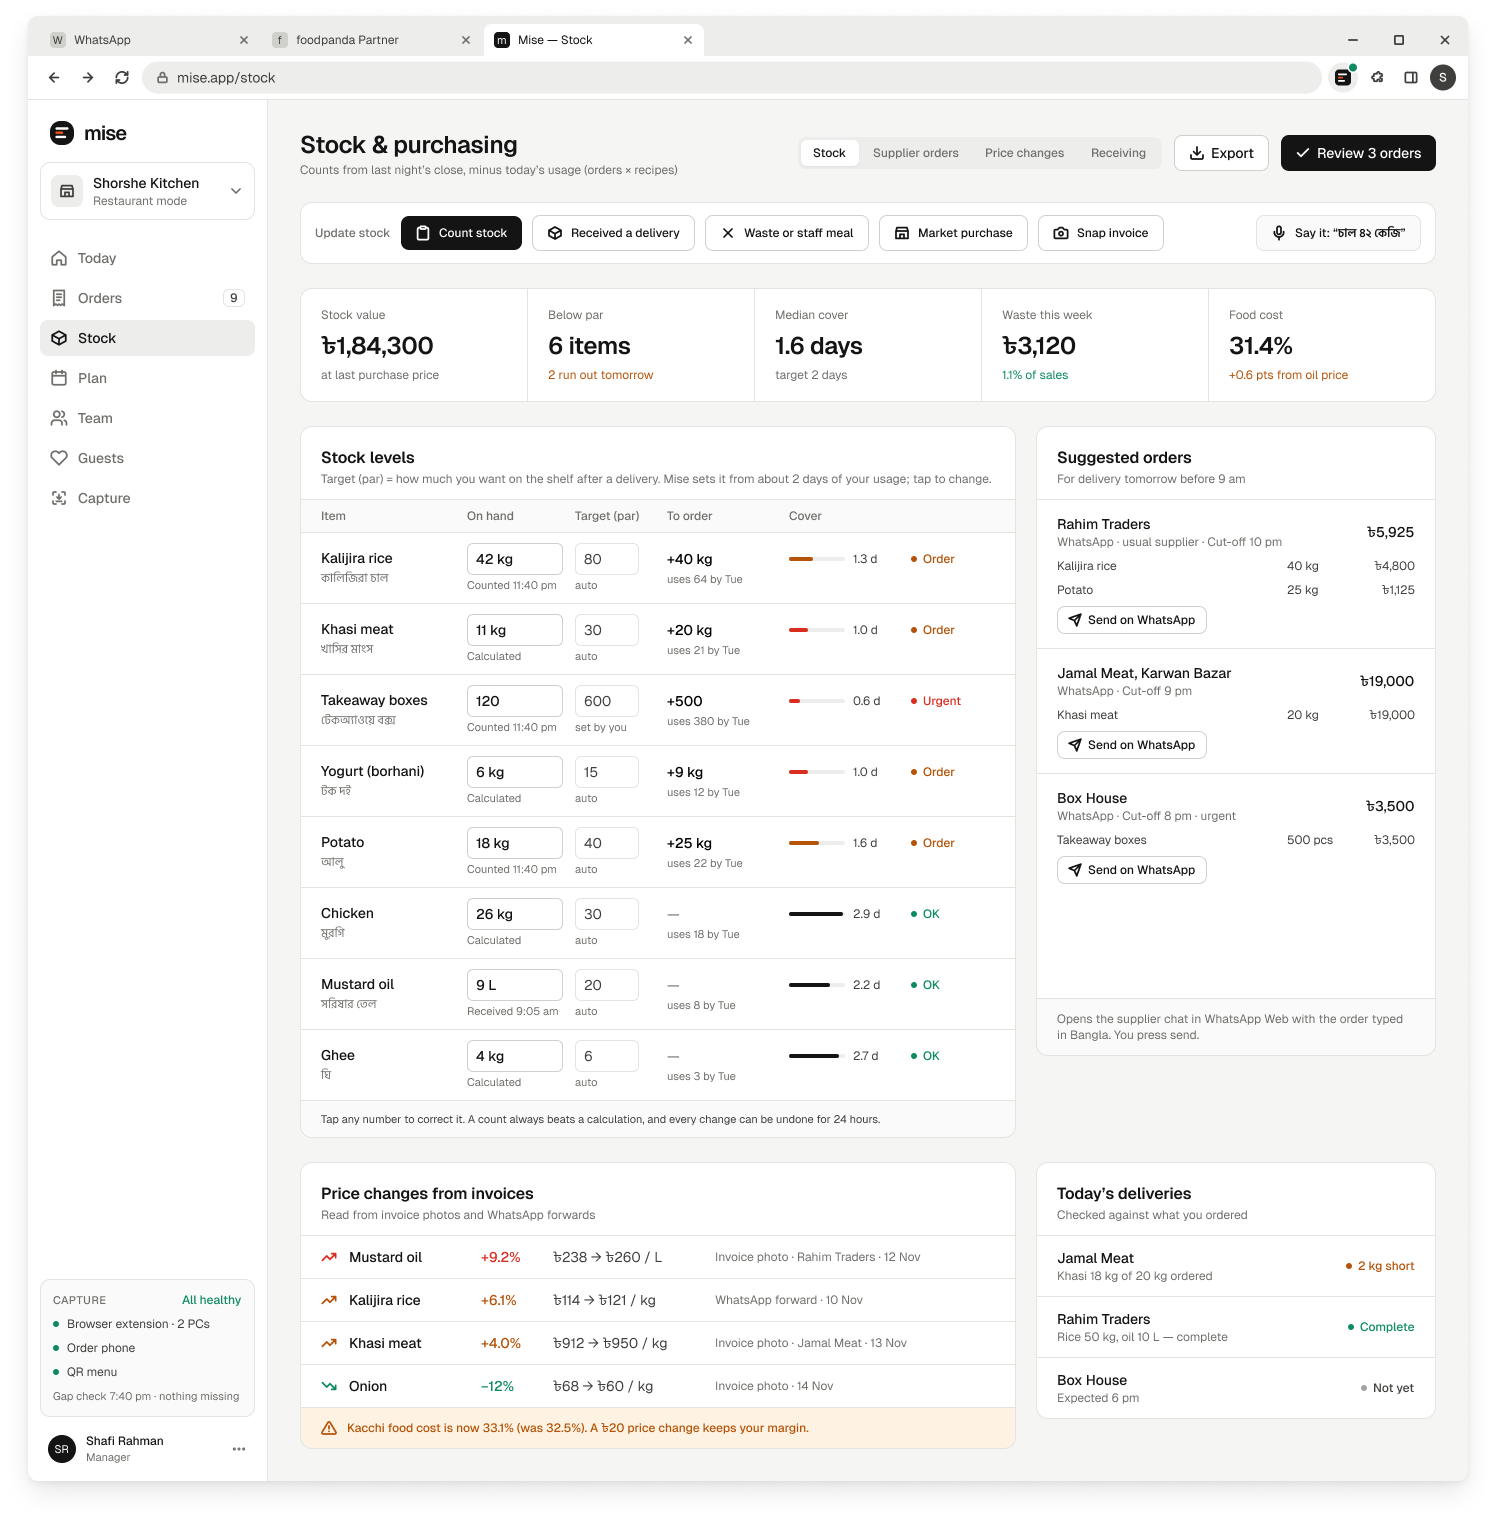 W WhatsApp
f foodpanda Partner
m Mise — Stock
mise.app/stock
S
mise
Shorshe Kitchen
Restaurant mode
Today
Orders 9
Stock
Plan
Team
Guests
Capture
CAPTURE All healthy
Browser extension · 2 PCs
Order phone
QR menu
Gap check 7:40 pm · nothing missing
SR
Shafi Rahman
Manager
Stock & purchasing
Counts from last night's close, minus today's usage (orders × recipes)
Stock Supplier orders Price changes Receiving
Export
Review 3 orders
Update stock
Count stock
Received a delivery
Waste or staff meal
Market purchase
Snap invoice
Say it: “চাল ৪২ কেজি”
Stock value
৳1,84,300
at last purchase price
Below par
6 items
2 run out tomorrow
Median cover
1.6 days
target 2 days
Waste this week
৳3,120
1.1% of sales
Food cost
31.4%
+0.6 pts from oil price
Stock levels
Target (par) = how much you want on the shelf after a delivery. Mise sets it from about 2 days of your usage; tap to change.
Item On hand Target (par) To order Cover
Kalijira rice 42 kg 80 +40 kg 1.3 d Order
কালিজিরা চাল Counted 11:40 pm auto uses 64 by Tue
Khasi meat 11 kg 30 +20 kg 1.0 d Order
খাসির মাংস Calculated auto uses 21 by Tue
Takeaway boxes 120 600 +500 0.6 d Urgent
টেকঅ্যাওয়ে বক্স Counted 11:40 pm set by you uses 380 by Tue
Yogurt (borhani) 6 kg 15 +9 kg 1.0 d Order
টক দই Calculated auto uses 12 by Tue
Potato 18 kg 40 +25 kg 1.6 d Order
আলু Counted 11:40 pm auto uses 22 by Tue
Chicken 26 kg 30 — 2.9 d OK
মুরগি Calculated auto uses 18 by Tue
Mustard oil 9 L 20 — 2.2 d OK
সরিষার তেল Received 9:05 am auto uses 8 by Tue
Ghee 4 kg 6 — 2.7 d OK
ঘি Calculated auto uses 3 by Tue
Tap any number to correct it. A count always beats a calculation, and every change can be undone for 24 hours.
Suggested orders
For delivery tomorrow before 9 am
Rahim Traders ৳5,925
WhatsApp · usual supplier · Cut-off 10 pm
Kalijira rice 40 kg ৳4,800
Potato 25 kg ৳1,125
Send on WhatsApp
Jamal Meat, Karwan Bazar ৳19,000
WhatsApp · Cut-off 9 pm
Khasi meat 20 kg ৳19,000
Send on WhatsApp
Box House ৳3,500
WhatsApp · Cut-off 8 pm · urgent
Takeaway boxes 500 pcs ৳3,500
Send on WhatsApp
Opens the supplier chat in WhatsApp Web with the order typed
in Bangla. You press send.
Price changes from invoices
Read from invoice photos and WhatsApp forwards
Mustard oil +9.2% ৳238 → ৳260 / L Invoice photo · Rahim Traders · 12 Nov
Kalijira rice +6.1% ৳114 → ৳121 / kg WhatsApp forward · 10 Nov
Khasi meat +4.0% ৳912 → ৳950 / kg Invoice photo · Jamal Meat · 13 Nov
Onion −12% ৳68 → ৳60 / kg Invoice photo · 14 Nov
Kacchi food cost is now 33.1% (was 32.5%). A ৳20 price change keeps your margin.
Today's deliveries
Checked against what you ordered
Jamal Meat 2 kg short
Khasi 18 kg of 20 kg ordered
Rahim Traders Complete
Rice 50 kg, oil 10 L — complete
Box House Not yet
Expected 6 pm